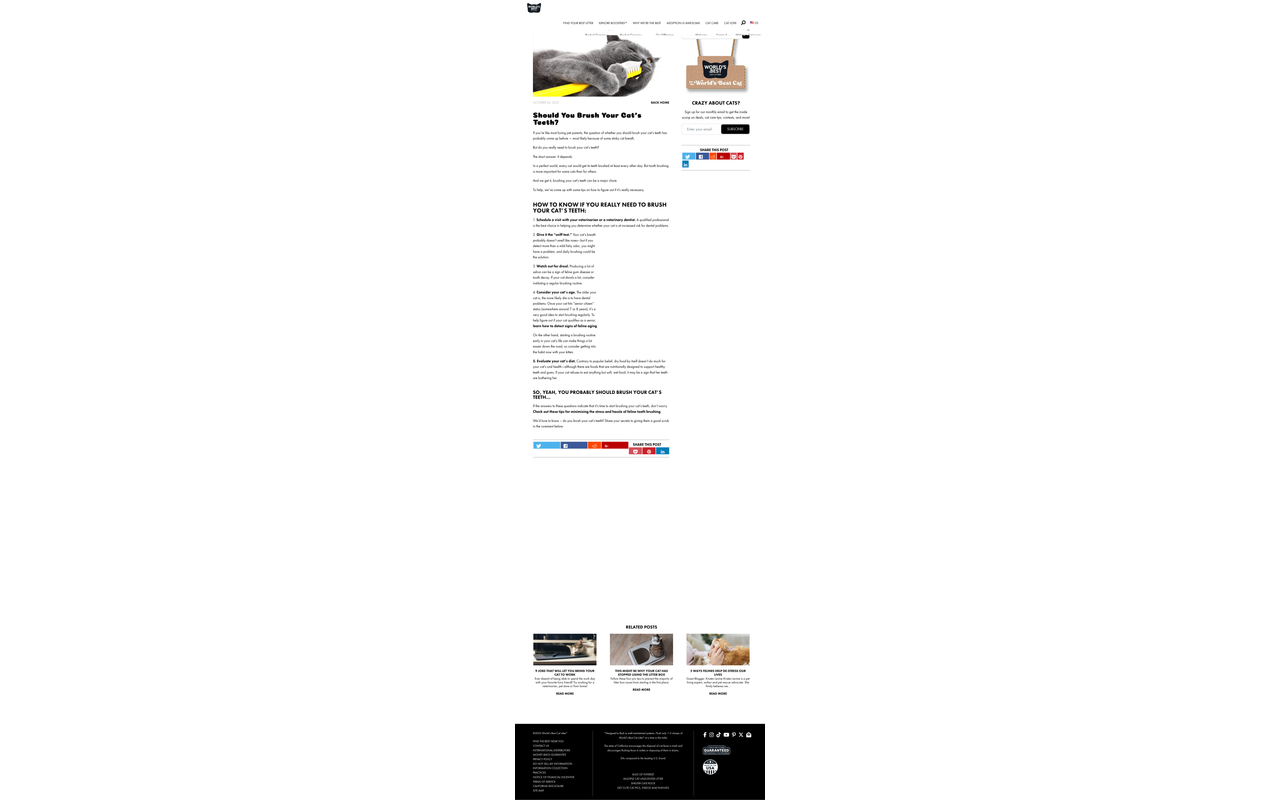 WORLD'S BEST
FIND YOUR BEST LITTER EXPLORE BOOSTERS™ WHY WE'RE THE BEST ADOPTION IS AWESOME CAT CARE CAT LOVE US
WORLD'S
BEST
World's Best Cat
BACK HOME
Should You Brush Your Cat's
Teeth?
If you're like most loving pet parents, the question of whether you should brush your cat's teeth has
probably come up before — most likely because of some stinky cat breath.
But do you really need to brush your cat's teeth?
The short answer: it depends.
In a perfect world, every cat would get its teeth brushed at least every other day. But tooth brushing
is more important for some cats than for others.
And we get it, brushing your cat's teeth can be a major chore.
To help, we've come up with some tips on how to figure out if it's really necessary.
HOW TO KNOW IF YOU REALLY NEED TO BRUSH
YOUR CAT'S TEETH:
1. Schedule a visit with your veterinarian or a veterinary dentist. A qualified professional
is the best choice in helping you determine whether your cat is at increased risk for dental problems.
2. Give it the "sniff test." Your cat's breath
probably doesn't smell like roses—but if you
detect more than a mild fishy odor, you might
have a problem, and daily brushing could be
the solution.
3. Watch out for drool. Producing a lot of
saliva can be a sign of feline gum disease or
tooth decay. If your cat drools a lot, consider
instituting a regular brushing routine.
4. Consider your cat's age. The older your
cat is, the more likely she is to have dental
problems. Once your cat hits "senior citizen"
status (somewhere around 7 or 8 years), it's a
very good idea to start brushing regularly. To
help figure out if your cat qualifies as a senior,
learn how to detect signs of feline aging
On the other hand, starting a brushing routine
early in your cat's life can make things a lot
easier down the road, so consider getting into
the habit now with your kitten.
5. Evaluate your cat's diet. Contrary to popular belief, dry food by itself doesn't do much for
your cat's oral health - although there are foods that are nutritionally designed to support healthy
teeth and gums. If your cat refuses to eat anything but soft, wet food, it may be a sign that her teeth
are bothering her.
SO, YEAH, YOU PROBABLY SHOULD BRUSH YOUR CAT'S
TEETH…
If the answers to these questions indicate that it's time to start brushing your cat's teeth, don't worry.
Check out these tips for minimizing the stress and hassle of feline tooth brushing
We'd like to know – do you brush your cat's teeth? Share your secrets to giving them a good scrub
in the comment below.
SHARE THIS POST
CRAZY ABOUT CATS?
Sign up for our monthly email to get the inside
scoop on deals, cat care tips, contests, and more!
Enter your email
SUBSCRIBE
SHARE THIS POST
RELATED POSTS
9 JOBS THAT WILL LET YOU BRING YOUR
CAT TO WORK
READ MORE
THIS MIGHT BE WHY YOUR CAT HAS
STOPPED USING THE LITTER BOX
READ MORE
5 WAYS FELINES HELP DE-STRESS OUR
LIVES
READ MORE
CONTACT US
INTERNATIONAL DISTRIBUTORS
MONEY-BACK GUARANTEE
PRIVACY POLICY
DO NOT SELL MY INFORMATION
INFORMATION COLLECTION
PRACTICES
NOTICE OF FINANCIAL INCENTIVE
TERMS OF SERVICE
CALIFORNIA DISCLOSURE
SITE MAP
GUARANTEED
USA